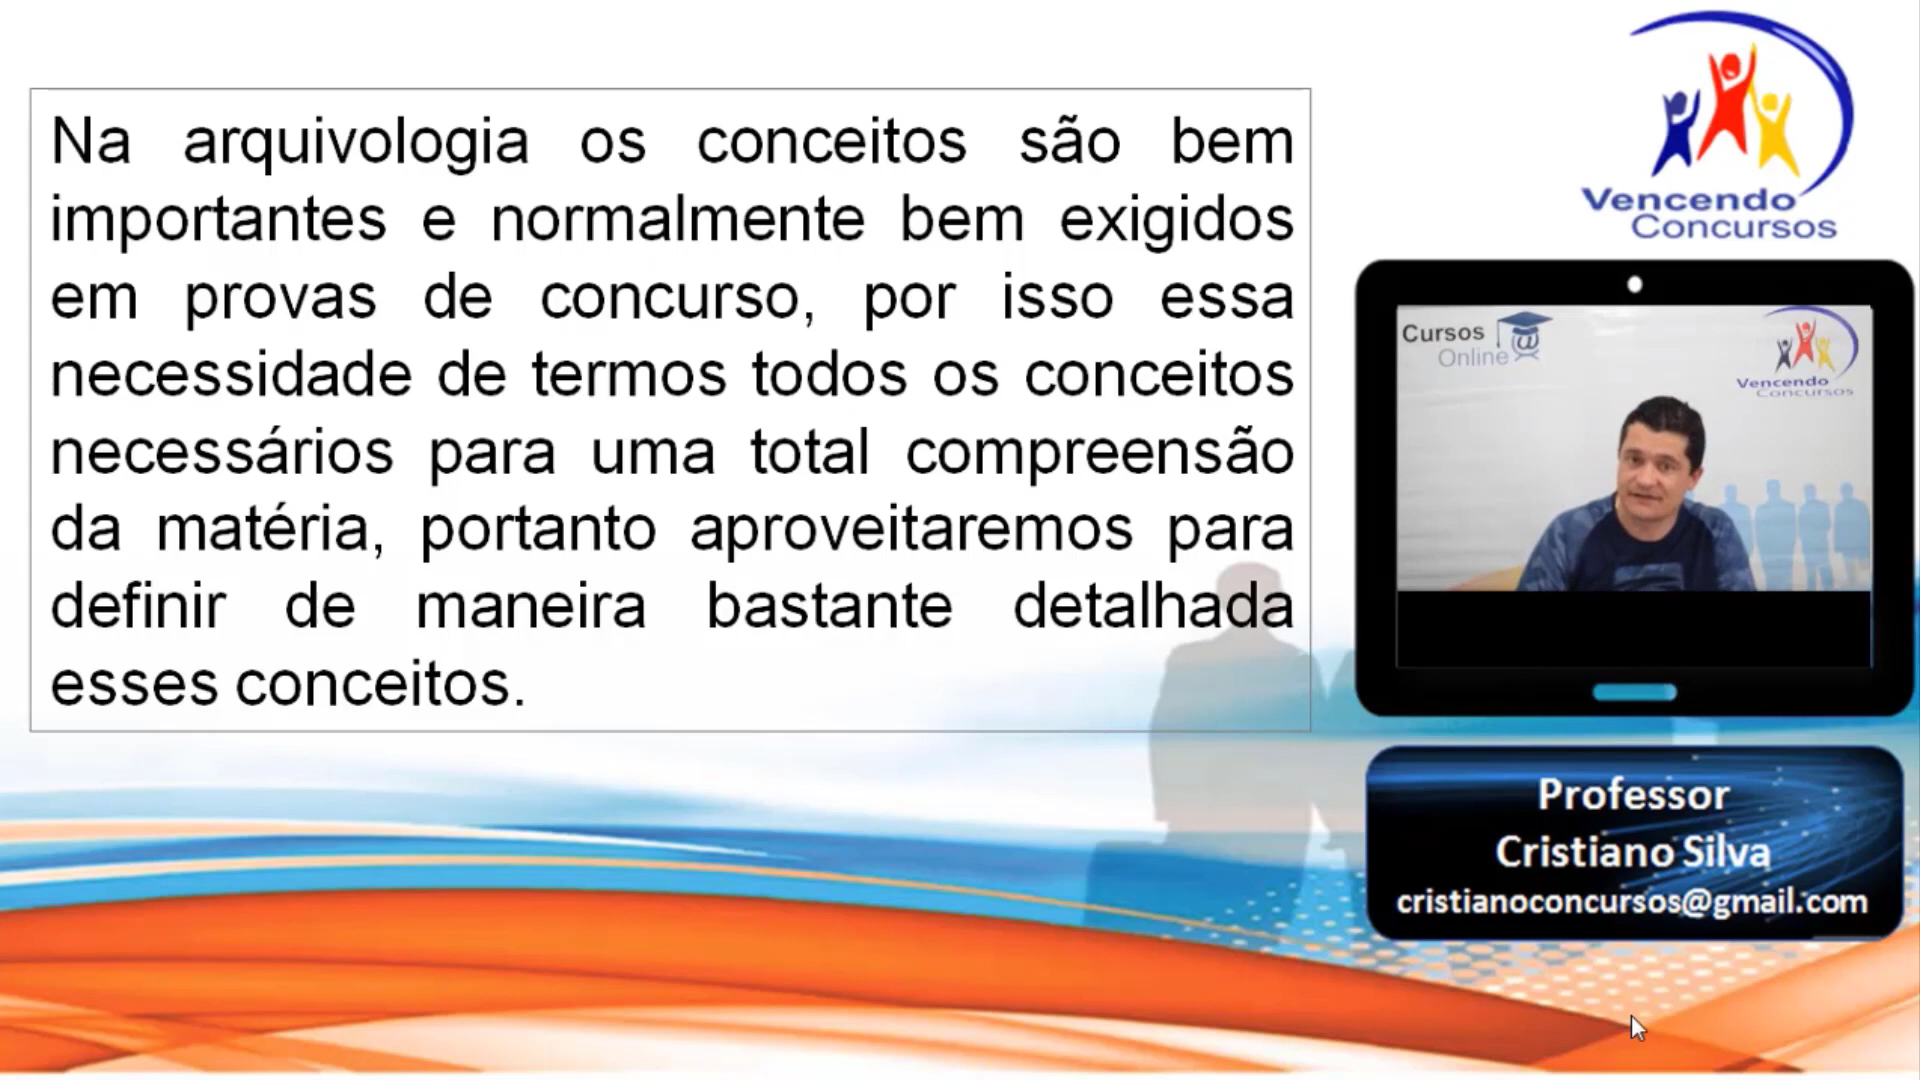 Na arquivologia os conceitos são bem
importantes e normalmente bem exigidos
em provas de concurso, por isso essa
necessidade de termos todos os conceitos
necessários para uma total compreensão
da matéria, portanto aproveitaremos para
definir de maneira bastante detalhada
esses conceitos.
Vencendo
Concursos
Cursos
Online
Vencendo
Concursos
Professor
Cristiano Silva
cristianoconcursos@gmail.com